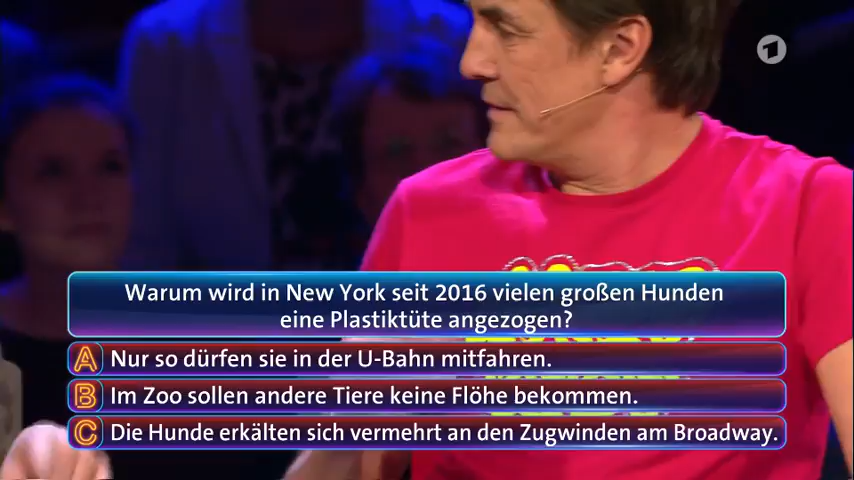 1
Warum wird in New York seit 2016 vielen großen Hunden
eine Plastiktüte angezogen?
A Nur so dürfen sie in der U-Bahn mitfahren.
B Im Zoo sollen andere Tiere keine Flöhe bekommen.
C Die Hunde erkälten sich vermehrt an den Zugwinden am Broadway.